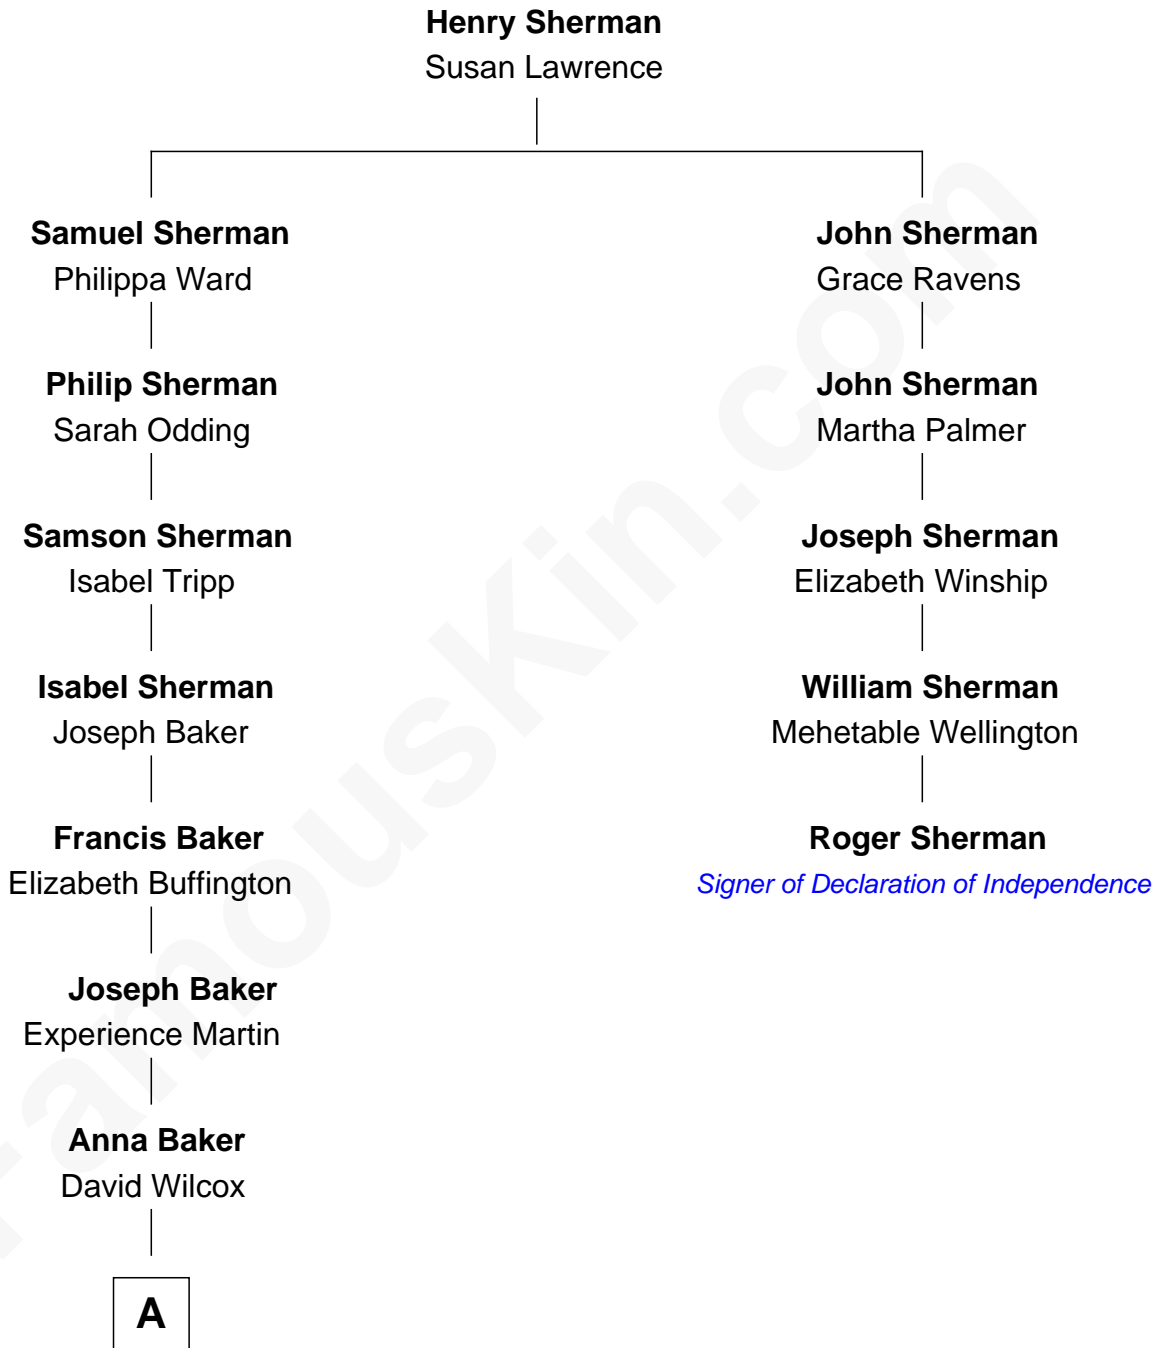 Henry Sherman
Susan Lawrence
Samuel Sherman
Philippa Ward
John Sherman
Grace Ravens
Philip Sherman
Sarah Odding
John Sherman
Martha Palmer
Samson Sherman
Isabel Tripp
Joseph Sherman
Elizabeth Winship
Isabel Sherman
Joseph Baker
William Sherman
Mehetable Wellington
Francis Baker
Elizabeth Buffington
Roger Sherman
Signer of Declaration of Independence
Joseph Baker
Experience Martin
Anna Baker
David Wilcox
A
FamousKin.com